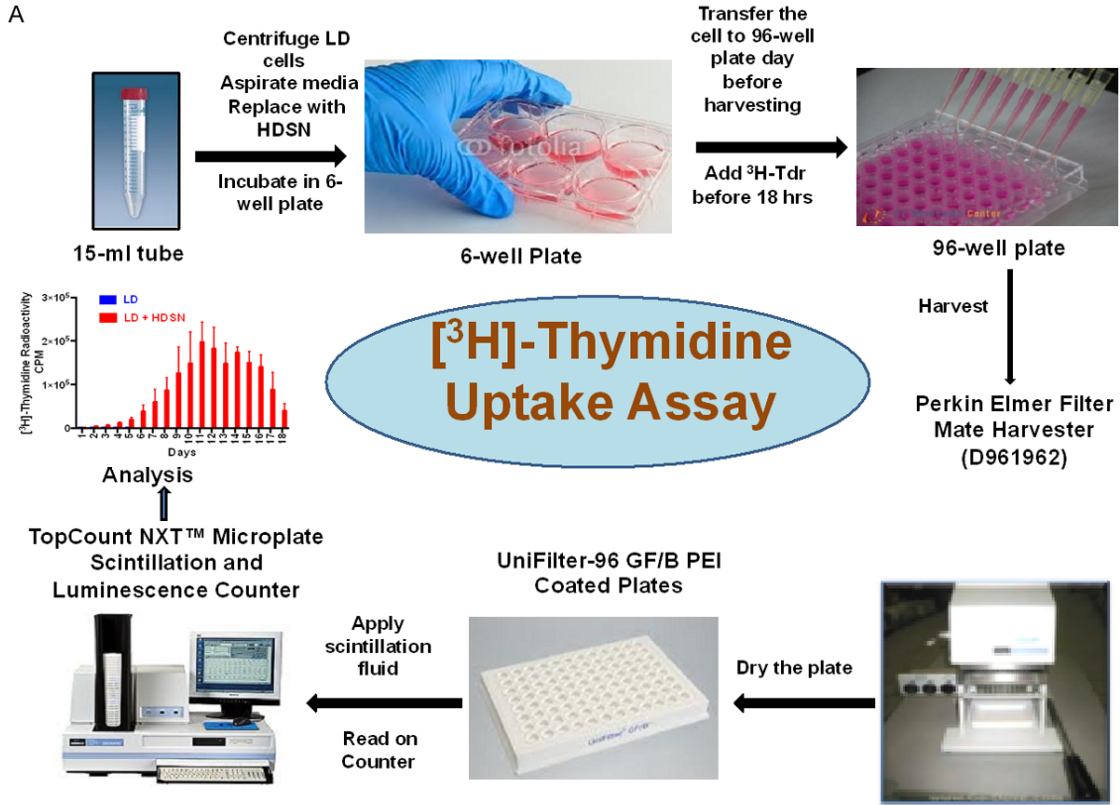 A
Centrifuge LD
cells
Aspirate media
Replace with
HDSN
Incubate in 6-
well plate
15-ml tube
fotolia
6-well Plate
Transfer the
cell to 96-well
plate day
before
harvesting
Add ³H-Tdr
before 18 hrs
Center
96-well plate
Harvest
Perkin Elmer Filter
Mate Harvester
(D961962)
[³H]-Thymidine
Uptake Assay
[³H]-Thymidine Radioactivity
CPM
3×10⁵
2×10⁵
1×10⁵
0
LD
LD + HDSN
1 2 3 4 5 6 7 8 9 10 11 12 13 14 15 16 17 18
Days
Analysis
TopCount NXT™ Microplate
Scintillation and
Luminescence Counter
Apply
scintillation
fluid
Read on
Counter
UniFilter-96 GF/B PEI
Coated Plates
UniFilter GF/B
Dry the plate